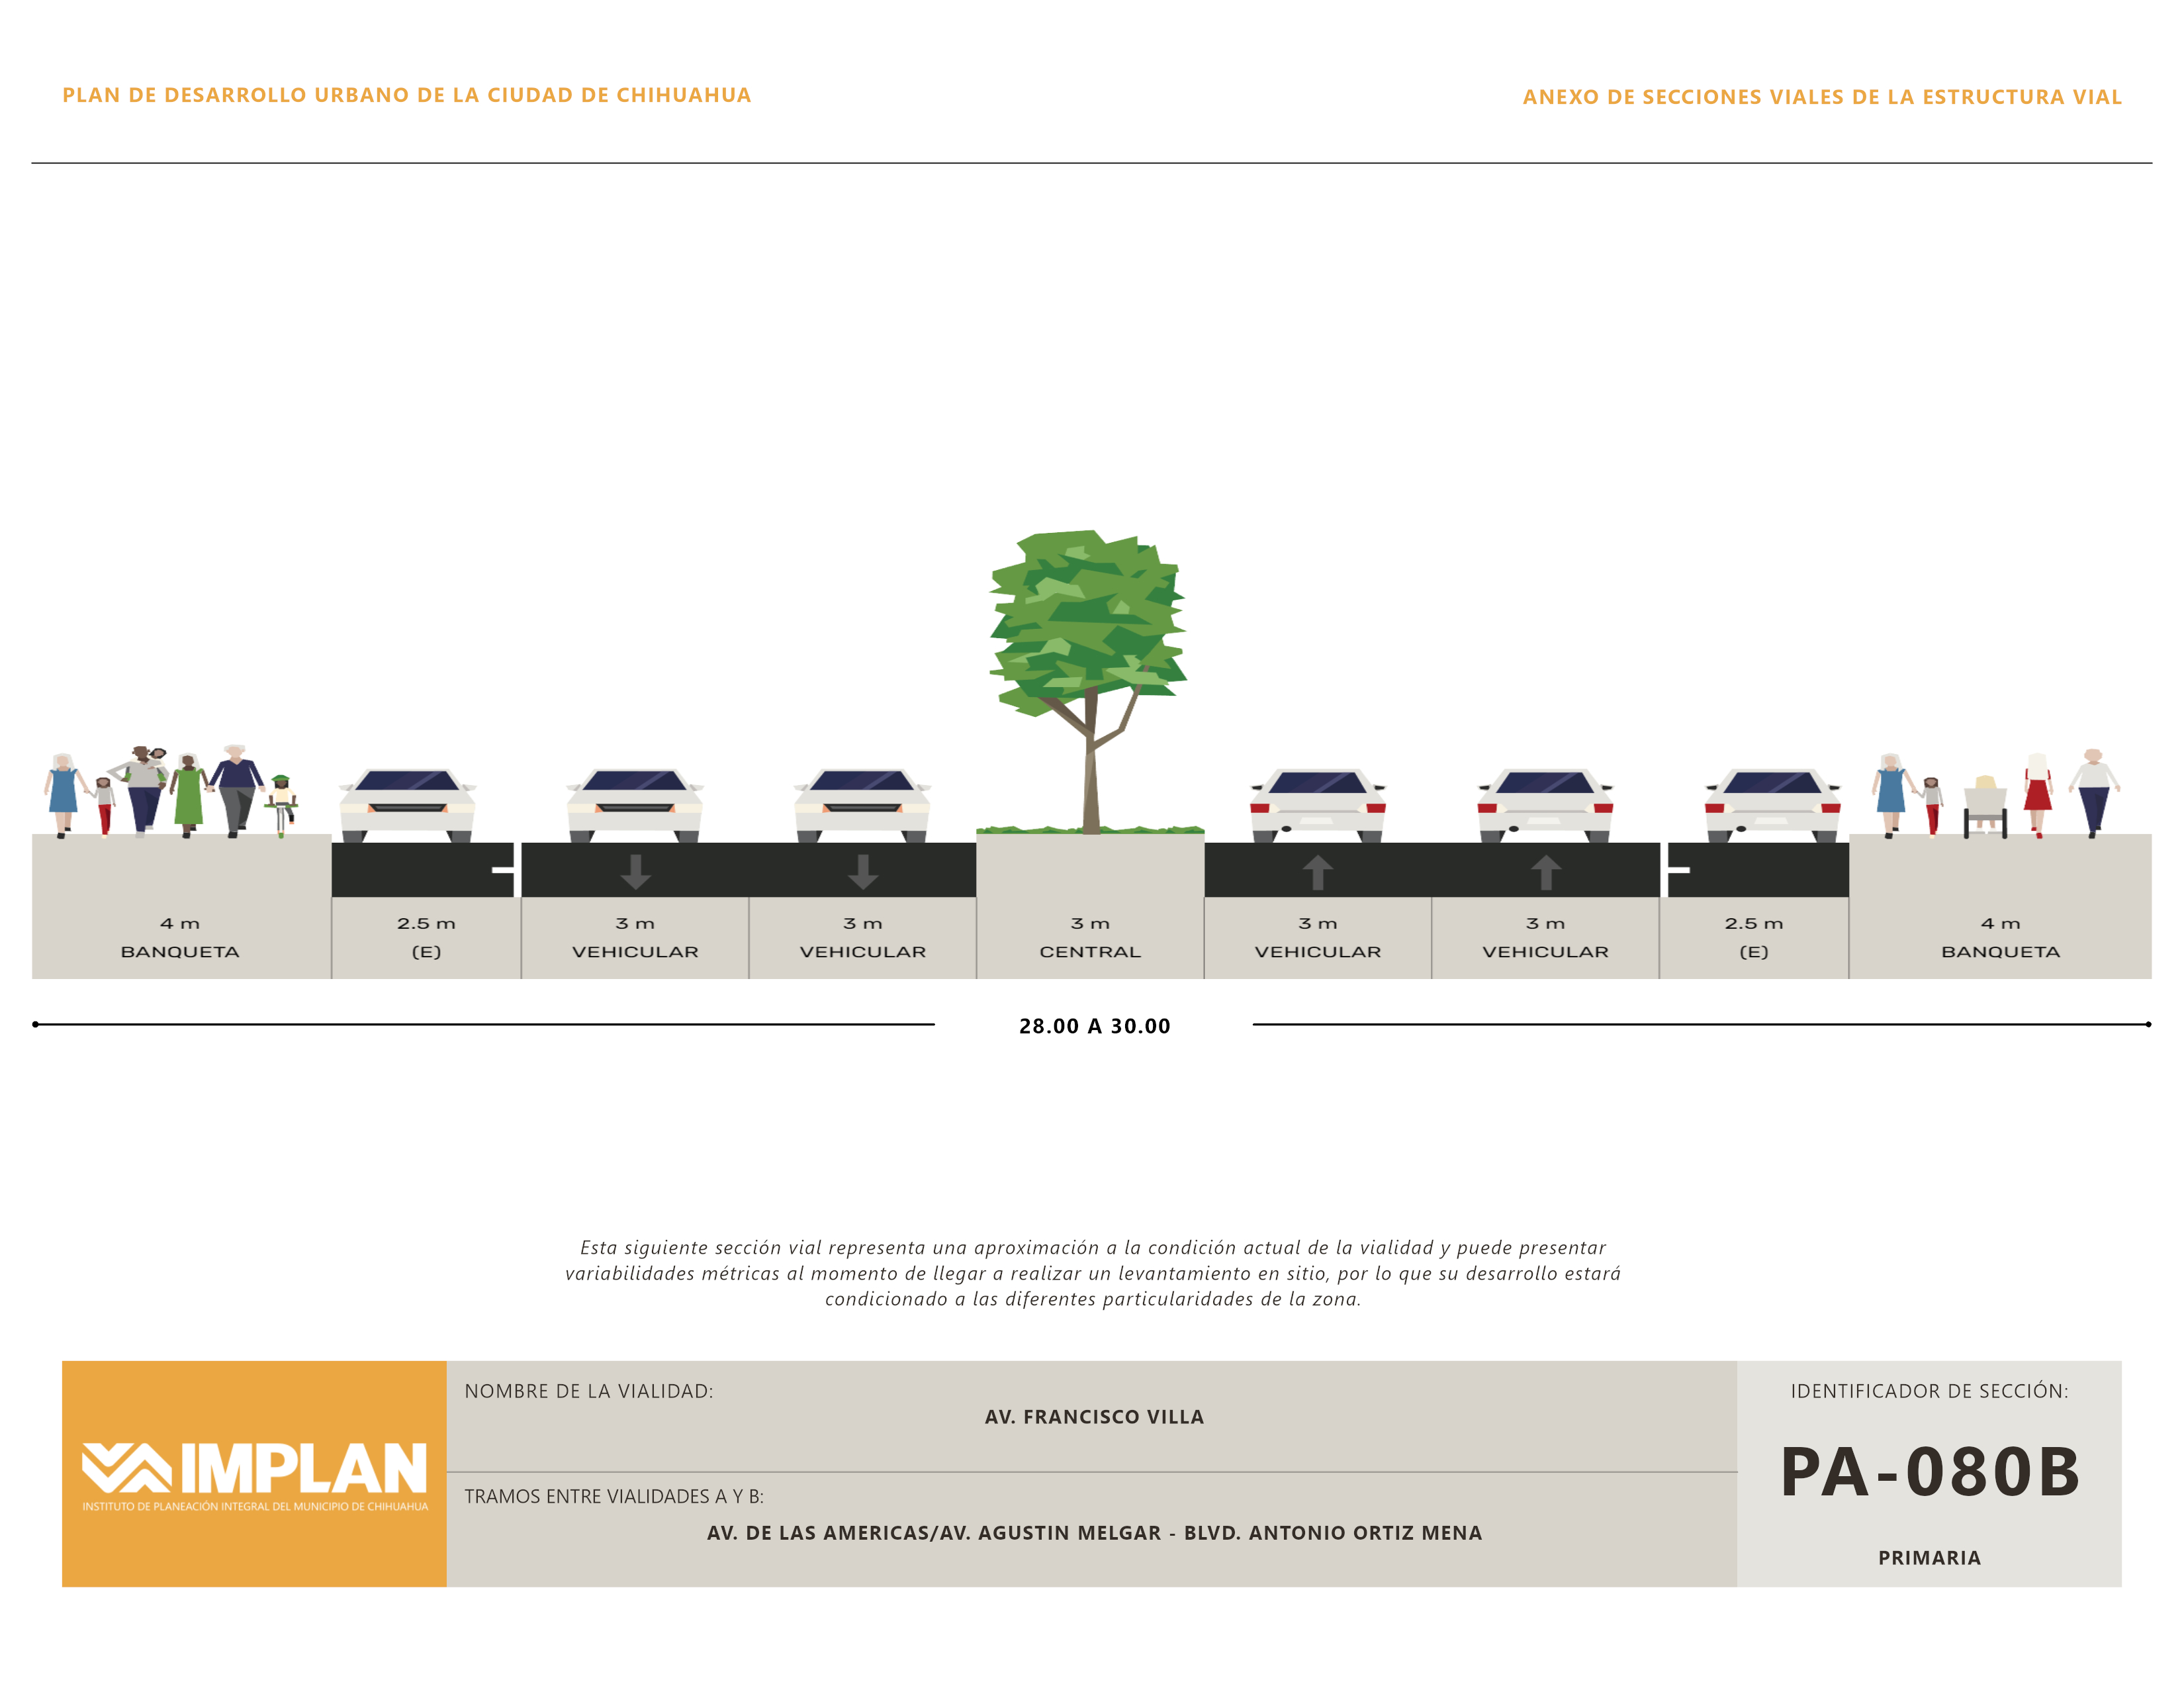 PLAN DE DESARROLLO URBANO DE LA CIUDAD DE CHIHUAHUA
ANEXO DE SECCIONES VIALES DE LA ESTRUCTURA VIAL
4 m
BANQUETA
2.5 m
(E)
3 m
VEHICULAR
3 m
VEHICULAR
3 m
CENTRAL
3 m
VEHICULAR
3 m
VEHICULAR
2.5 m
(E)
4 m
BANQUETA
28.00 A 30.00
Esta siguiente sección vial representa una aproximación a la condición actual de la vialidad y puede presentar
variabilidades métricas al momento de llegar a realizar un levantamiento en sitio, por lo que su desarrollo estará
condicionado a las diferentes particularidades de la zona.
IMPLAN
INSTITUTO DE PLANEACIÓN INTEGRAL DEL MUNICIPIO DE CHIHUAHUA
NOMBRE DE LA VIALIDAD:
AV. FRANCISCO VILLA
TRAMOS ENTRE VIALIDADES A Y B:
AV. DE LAS AMERICAS/AV. AGUSTIN MELGAR - BLVD. ANTONIO ORTIZ MENA
IDENTIFICADOR DE SECCIÓN:
PA-080B
PRIMARIA